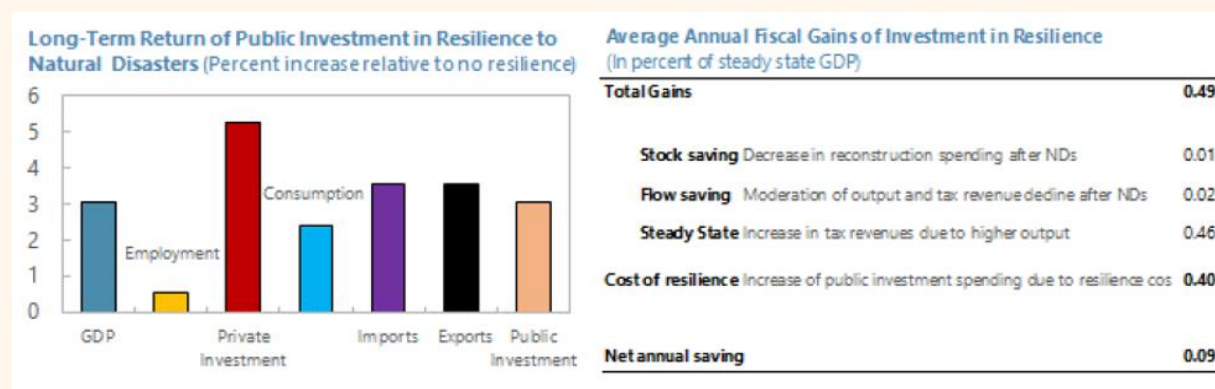 Long-Term Return of Public Investment in Resilience to
Natural Disasters (Percent increase relative to no resilience)
6
5
4
3
2
1
0
Employment
Consumption
GDP
Private
Investment
Imports
Exports
Public
Investment
Average Annual Fiscal Gains of Investment in Resilience
(In percent of steady state GDP)
Total Gains 0.49
Stock saving Decrease in reconstruction spending after NDs 0.01
Flow saving Moderation of output and tax revenue decline after NDs 0.02
Steady State Increase in tax revenues due to higher output 0.46
Cost of resilience Increase of public investment spending due to resilience cos 0.40
Net annual saving 0.09